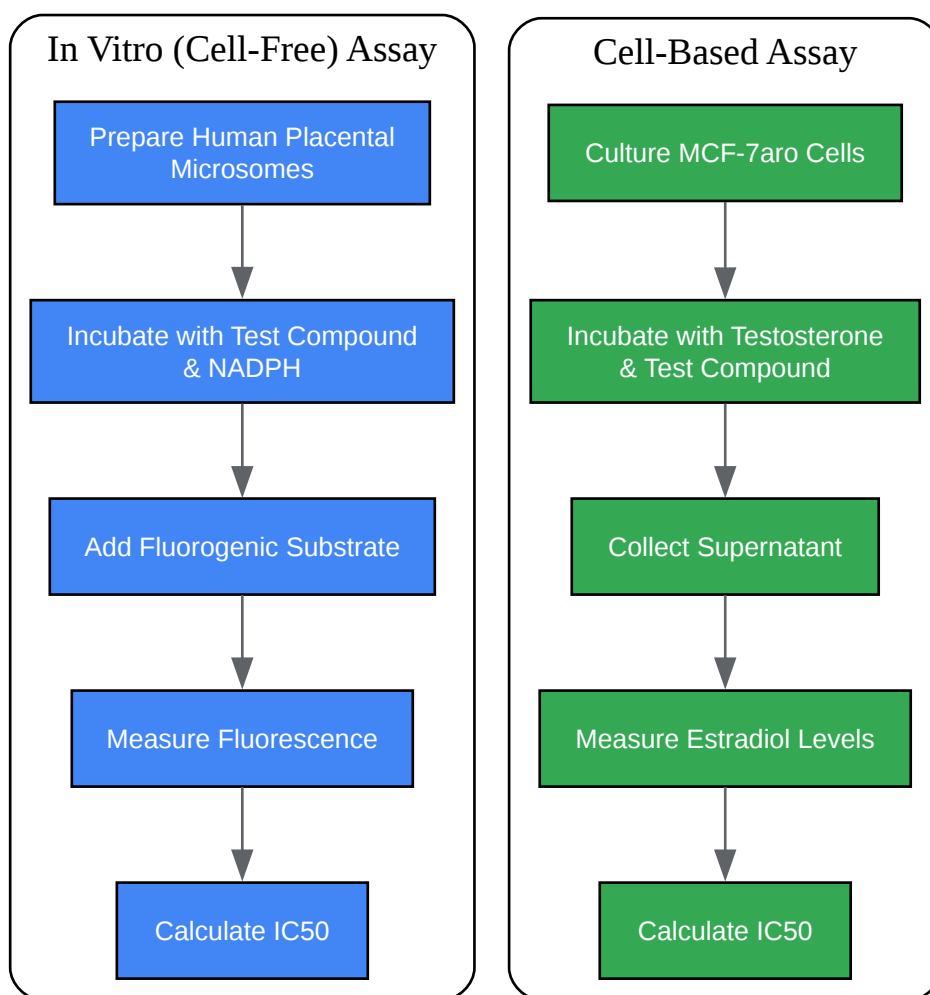 In Vitro (Cell-Free) Assay
Prepare Human Placental
Microsomes
Incubate with Test Compound
& NADPH
Add Fluorogenic Substrate
Measure Fluorescence
Calculate IC50
Cell-Based Assay
Culture MCF-7aro Cells
Incubate with Testosterone
& Test Compound
Collect Supernatant
Measure Estradiol Levels
Calculate IC50